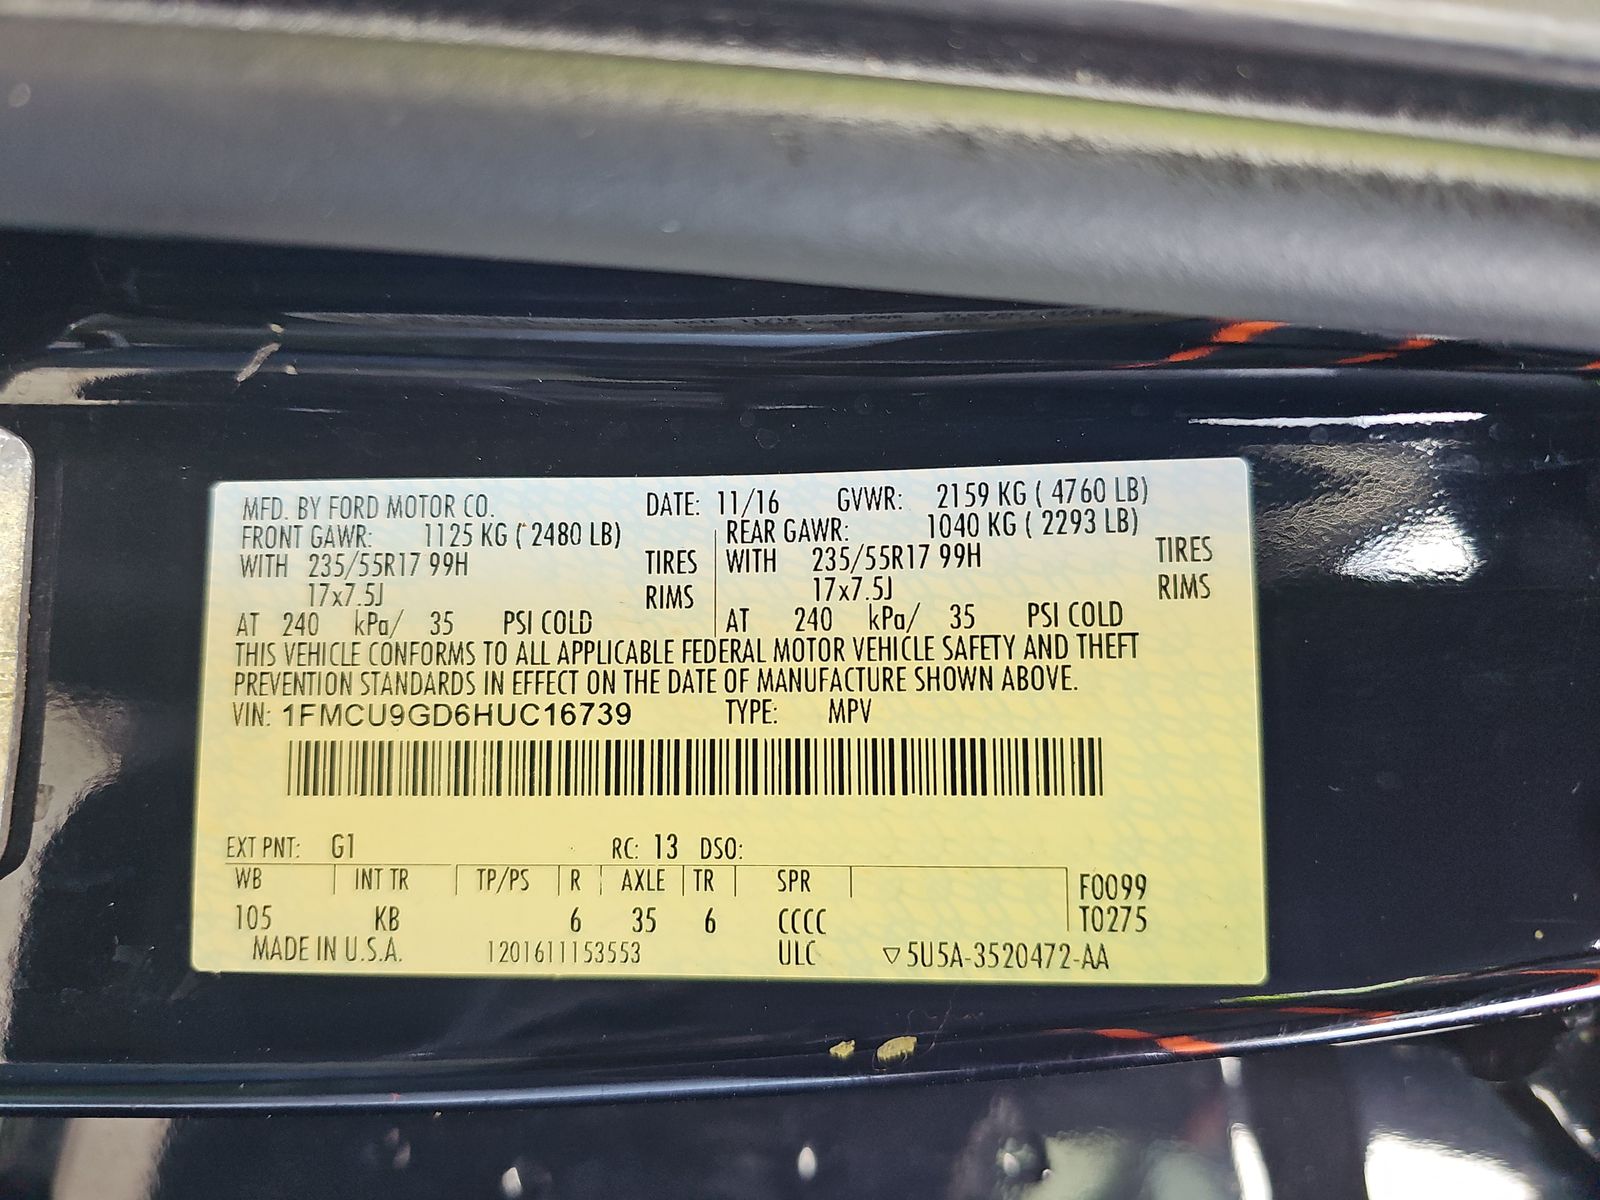 MFD. BY FORD MOTOR CO. DATE: 11/16 GVWR: 2159 KG ( 4760 LB)
FRONT GAWR: 1125 KG ( 2480 LB) REAR GAWR: 1040 KG ( 2293 LB)
WITH 235/55R17 99H TIRES WITH 235/55R17 99H TIRES
17x7.5J RIMS 17x7.5J RIMS
AT 240 kPa/ 35 PSI COLD AT 240 kPa/ 35 PSI COLD
THIS VEHICLE CONFORMS TO ALL APPLICABLE FEDERAL MOTOR VEHICLE SAFETY AND THEFT
PREVENTION STANDARDS IN EFFECT ON THE DATE OF MANUFACTURE SHOWN ABOVE.
VIN: 1FMCU9GD6HUC16739 TYPE: MPV
EXT PNT: G1 RC: 13 DSO:
WB INT TR TP/PS R AXLE TR SPR F0099
105 KB 6 35 6 CCCC T0275
MADE IN U.S.A. 1201611153553 ULC ▽5U5A-3520472-AA